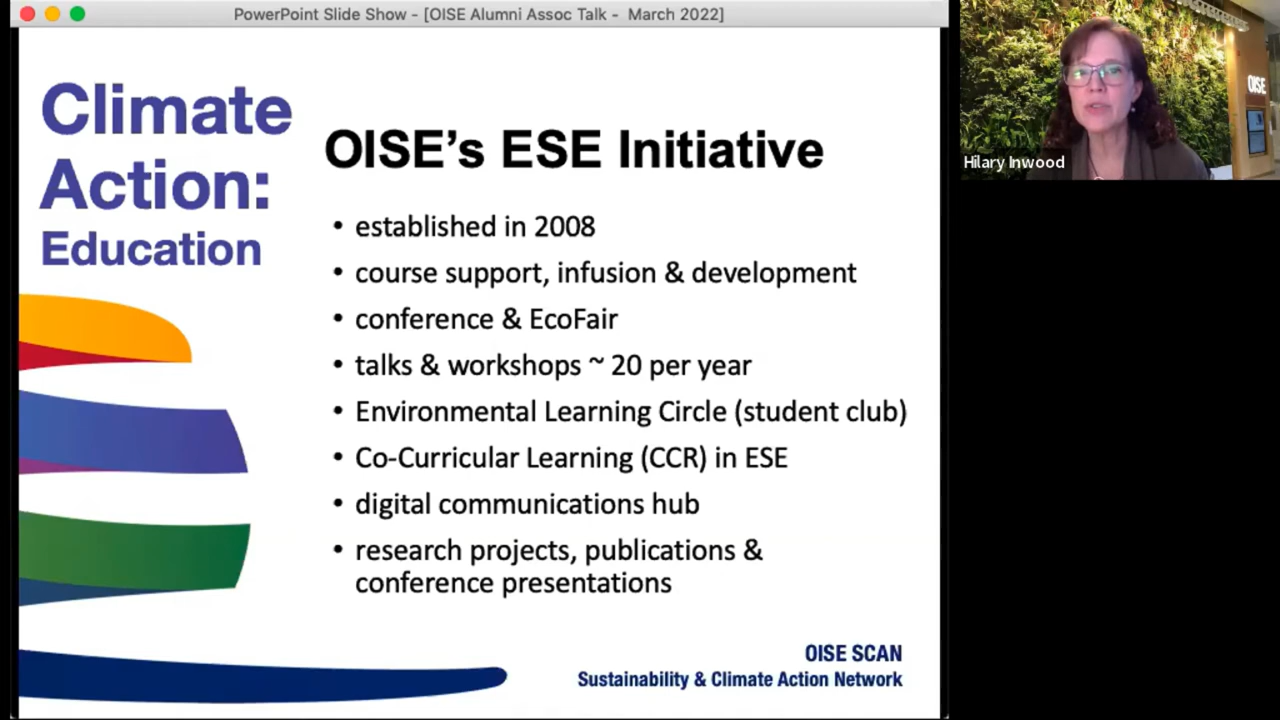 PowerPoint Slide Show - [OISE Alumni Assoc Talk - March 2022]
Climate
Action:
Education
OISE's ESE Initiative
• established in 2008
• course support, infusion & development
• conference & EcoFair
• talks & workshops ~ 20 per year
• Environmental Learning Circle (student club)
• Co-Curricular Learning (CCR) in ESE
• digital communications hub
• research projects, publications &
conference presentations
OISE SCAN
Sustainability & Climate Action Network
OISE
Hilary Inwood